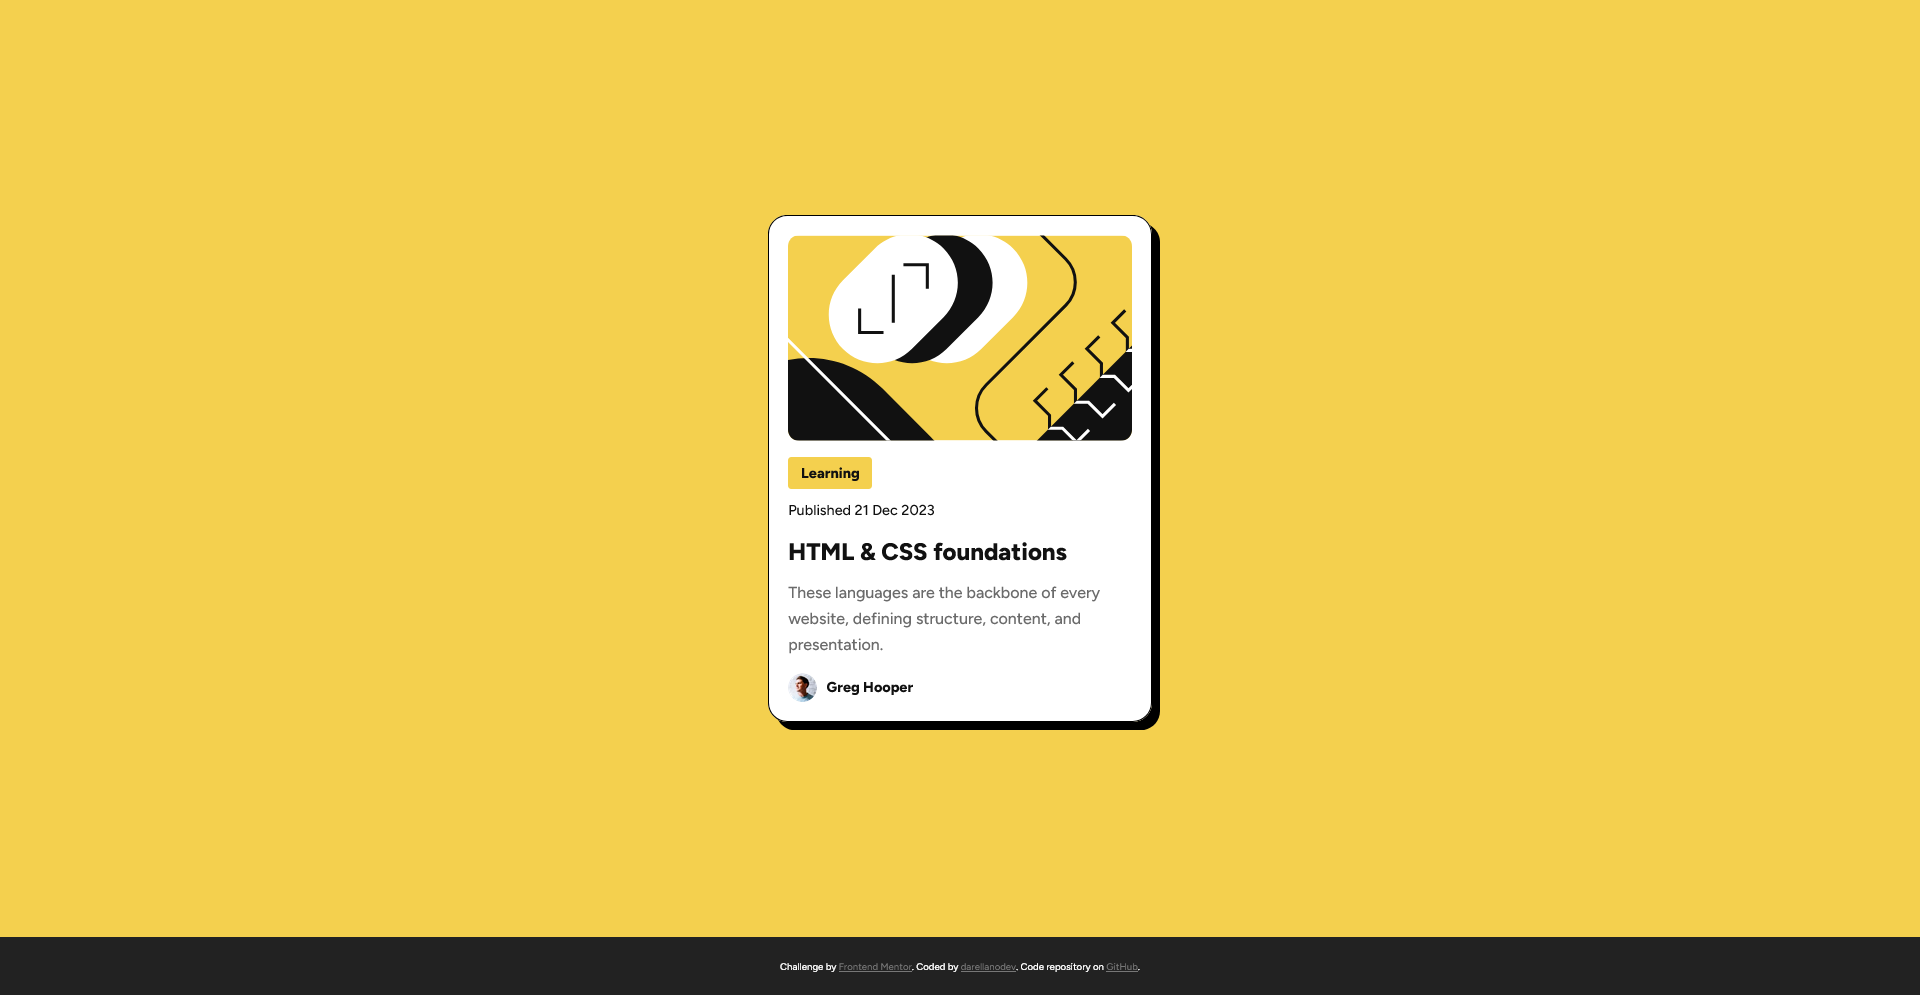 Learning
Published 21 Dec 2023
HTML & CSS foundations
These languages are the backbone of every
website, defining structure, content, and
presentation.
Greg Hooper
Challenge by Frontend Mentor. Coded by darellanodev. Code repository on GitHub.